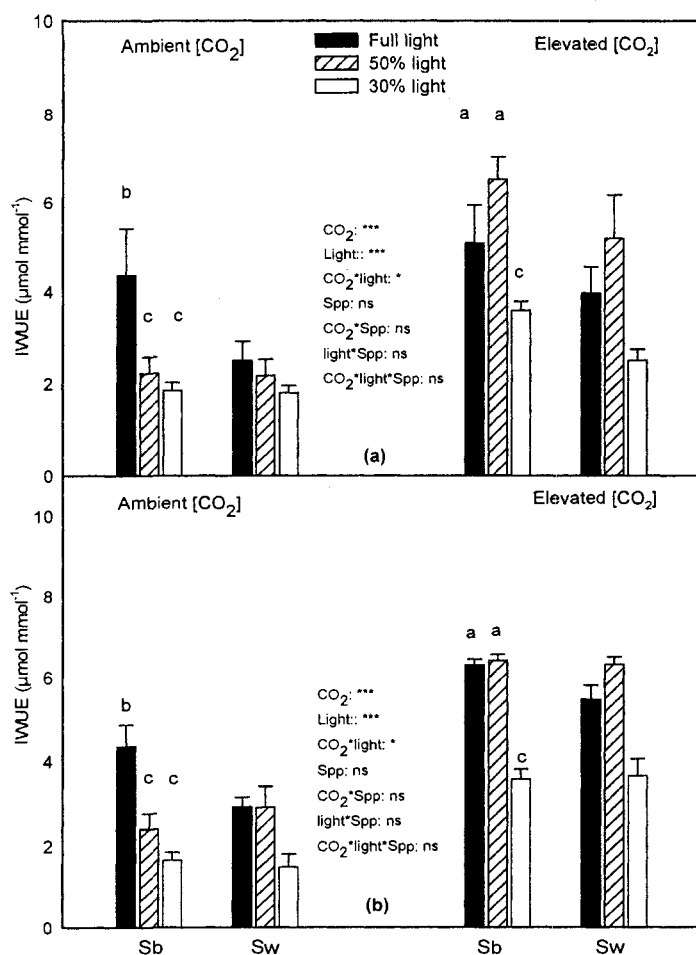 10
8
6
4
2
0
IWUE (µmol mmol⁻¹)
Ambient [CO₂]
Full light
50% light
30% light
Elevated [CO₂]
b
c c
a a
c
CO₂: ***
Light:: ***
CO₂*light: *
Spp: ns
CO₂*Spp: ns
light*Spp: ns
CO₂*light*Spp: ns
(a)
10
8
6
4
2
0
IWUE (µmol mmol⁻¹)
Ambient [CO₂]
Elevated [CO₂]
b
c c
a a
c
CO₂: ***
Light:: ***
CO₂*light: *
Spp: ns
CO₂*Spp: ns
light*Spp: ns
CO₂*light*Spp: ns
(b)
Sb Sw Sb Sw